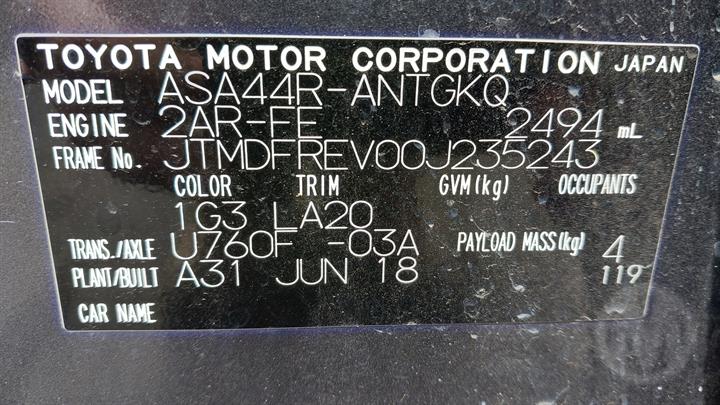 TOYOTA MOTOR CORPORATION JAPAN
MODEL ASA44R-ANTGKQ
ENGINE 2AR-FE 2494 mL
FRAME No. JTMDFREV00J235243
COLOR TRIM GVM(kg) OCCUPANTS
1G3 LA20
TRANS./AXLE U760F -03A PAYLOAD MASS(kg) 4
PLANT/BUILT A31 JUN 18 119
CAR NAME